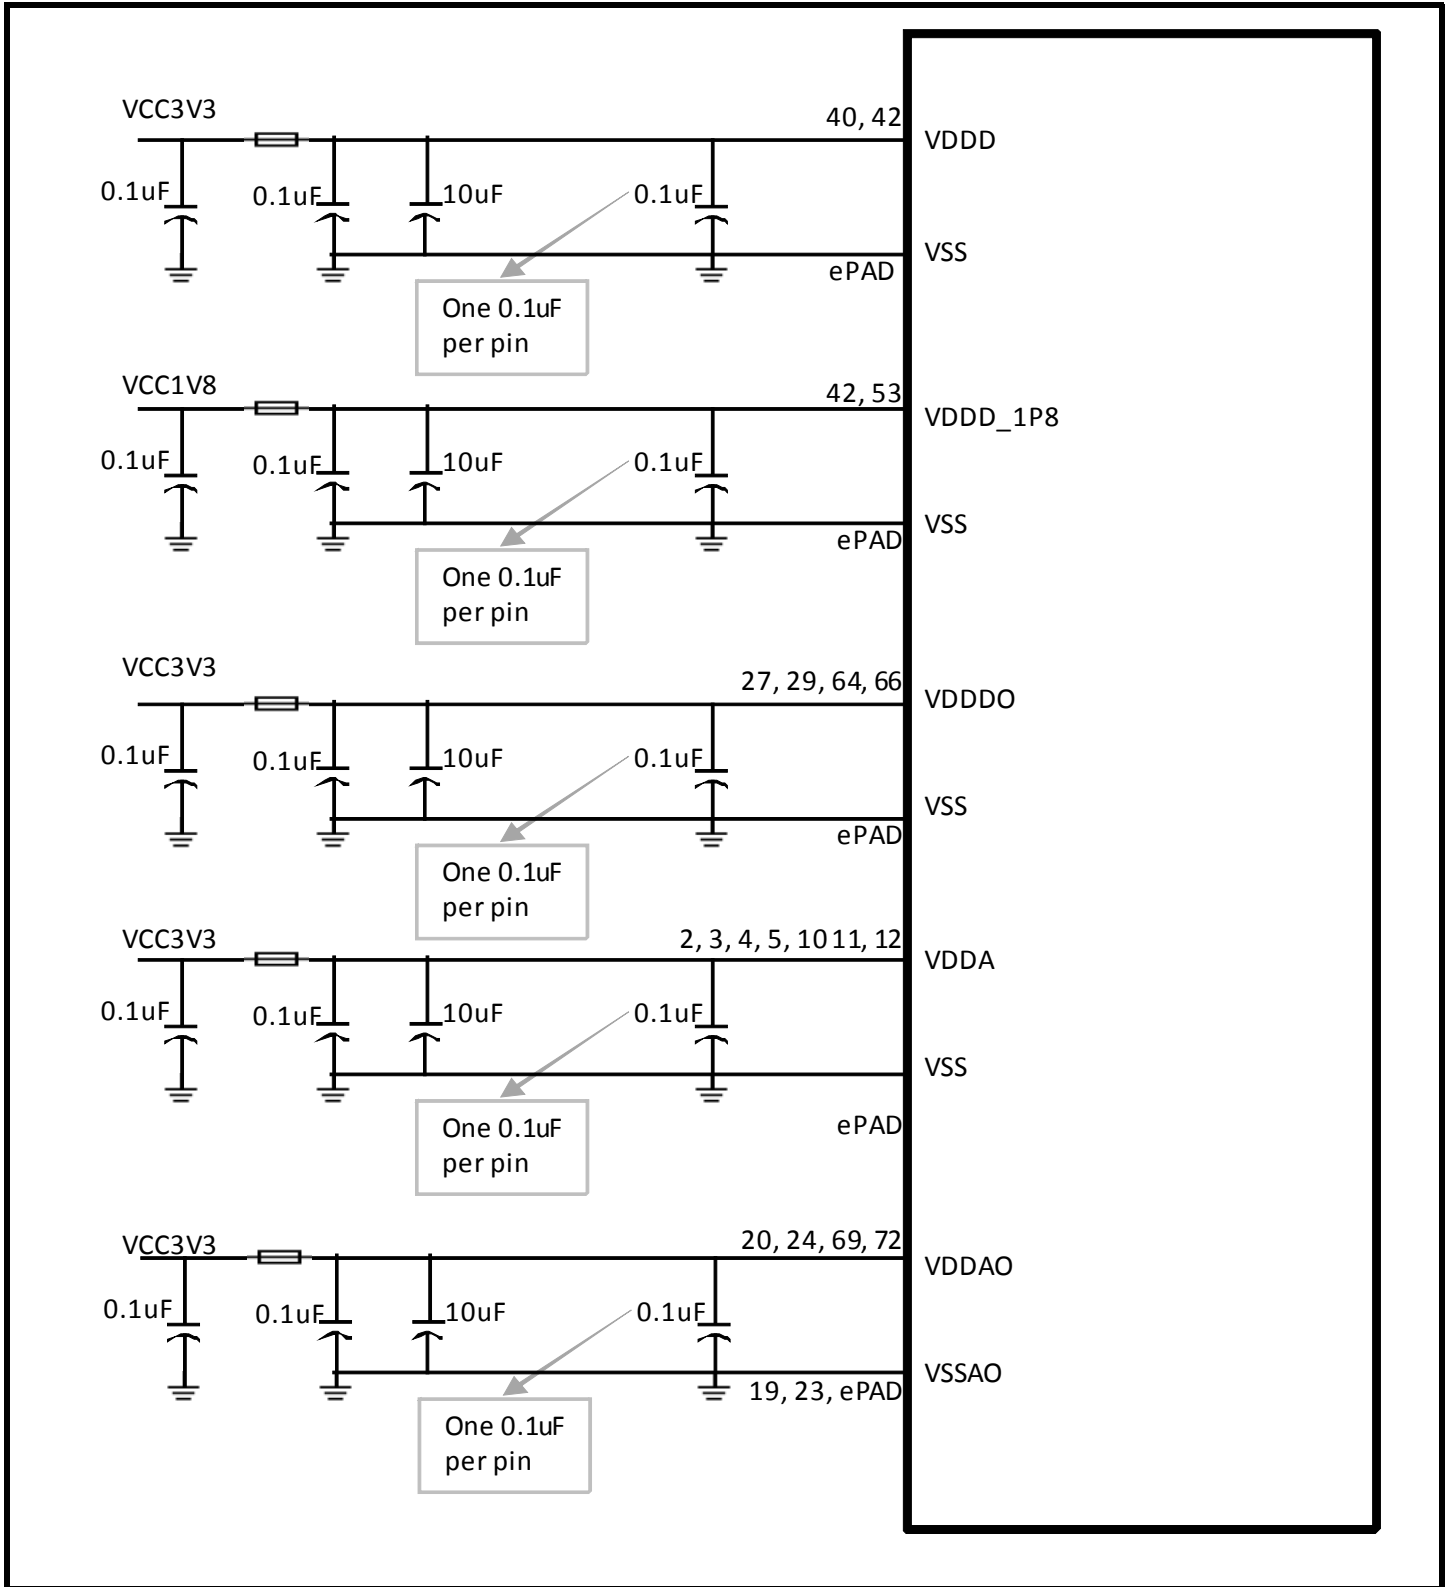 VCC3V3
40, 42
VDDD
0.1uF
0.1uF
10uF
0.1uF
VSS
ePAD
One 0.1uF
per pin
VCC1V8
42, 53
VDDD_1P8
0.1uF
0.1uF
10uF
0.1uF
VSS
ePAD
One 0.1uF
per pin
VCC3V3
27, 29, 64, 66
VDDDO
0.1uF
0.1uF
10uF
0.1uF
VSS
ePAD
One 0.1uF
per pin
VCC3V3
2, 3, 4, 5, 10 11, 12
VDDA
0.1uF
0.1uF
10uF
0.1uF
VSS
ePAD
One 0.1uF
per pin
VCC3V3
20, 24, 69, 72
VDDAO
0.1uF
0.1uF
10uF
0.1uF
VSSAO
19, 23, ePAD
One 0.1uF
per pin